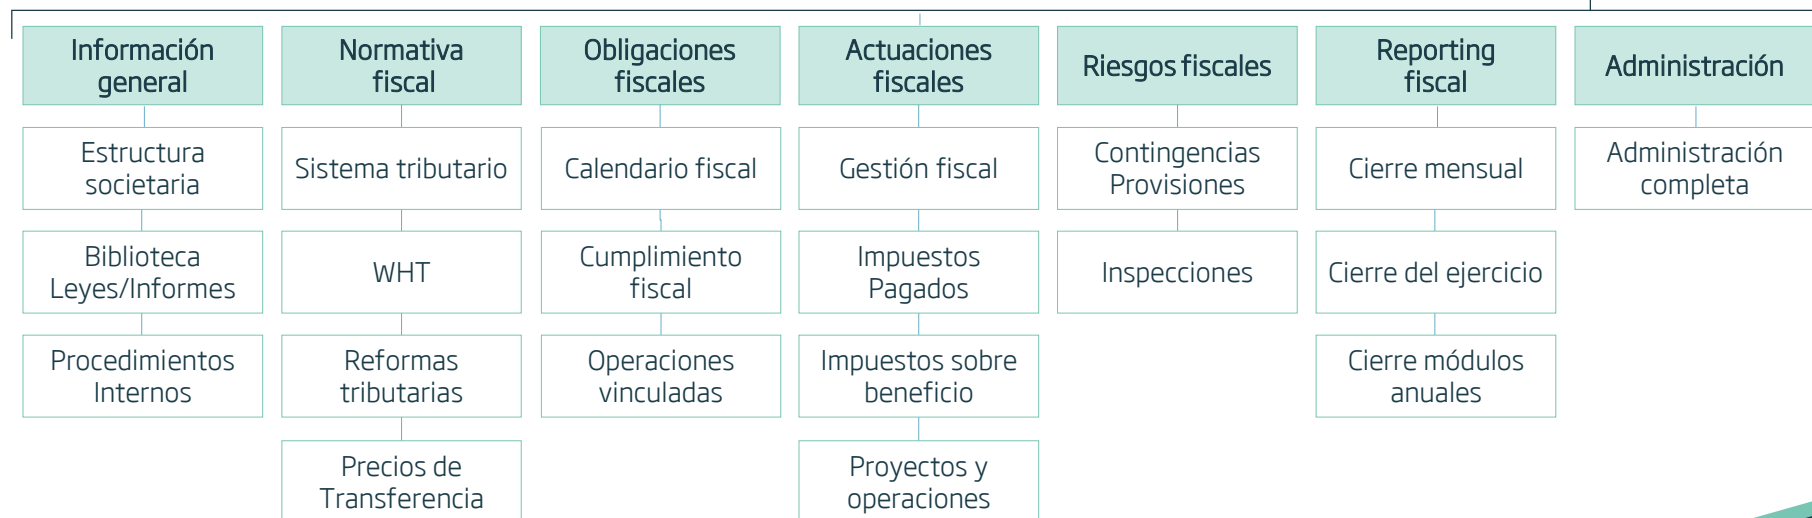 Información
general
Estructura
societaria
Biblioteca
Leyes/Informes
Procedimientos
Internos
Normativa
fiscal
Sistema tributario
WHT
Reformas
tributarias
Precios de
Transferencia
Obligaciones
fiscales
Calendario fiscal
Cumplimiento
fiscal
Operaciones
vinculadas
Actuaciones
fiscales
Gestión fiscal
Impuestos
Pagados
Impuestos sobre
beneficio
Proyectos y
operaciones
Riesgos fiscales
Contingencias
Provisiones
Inspecciones
Reporting
fiscal
Cierre mensual
Cierre del ejercicio
Cierre módulos
anuales
Administración
Administración
completa